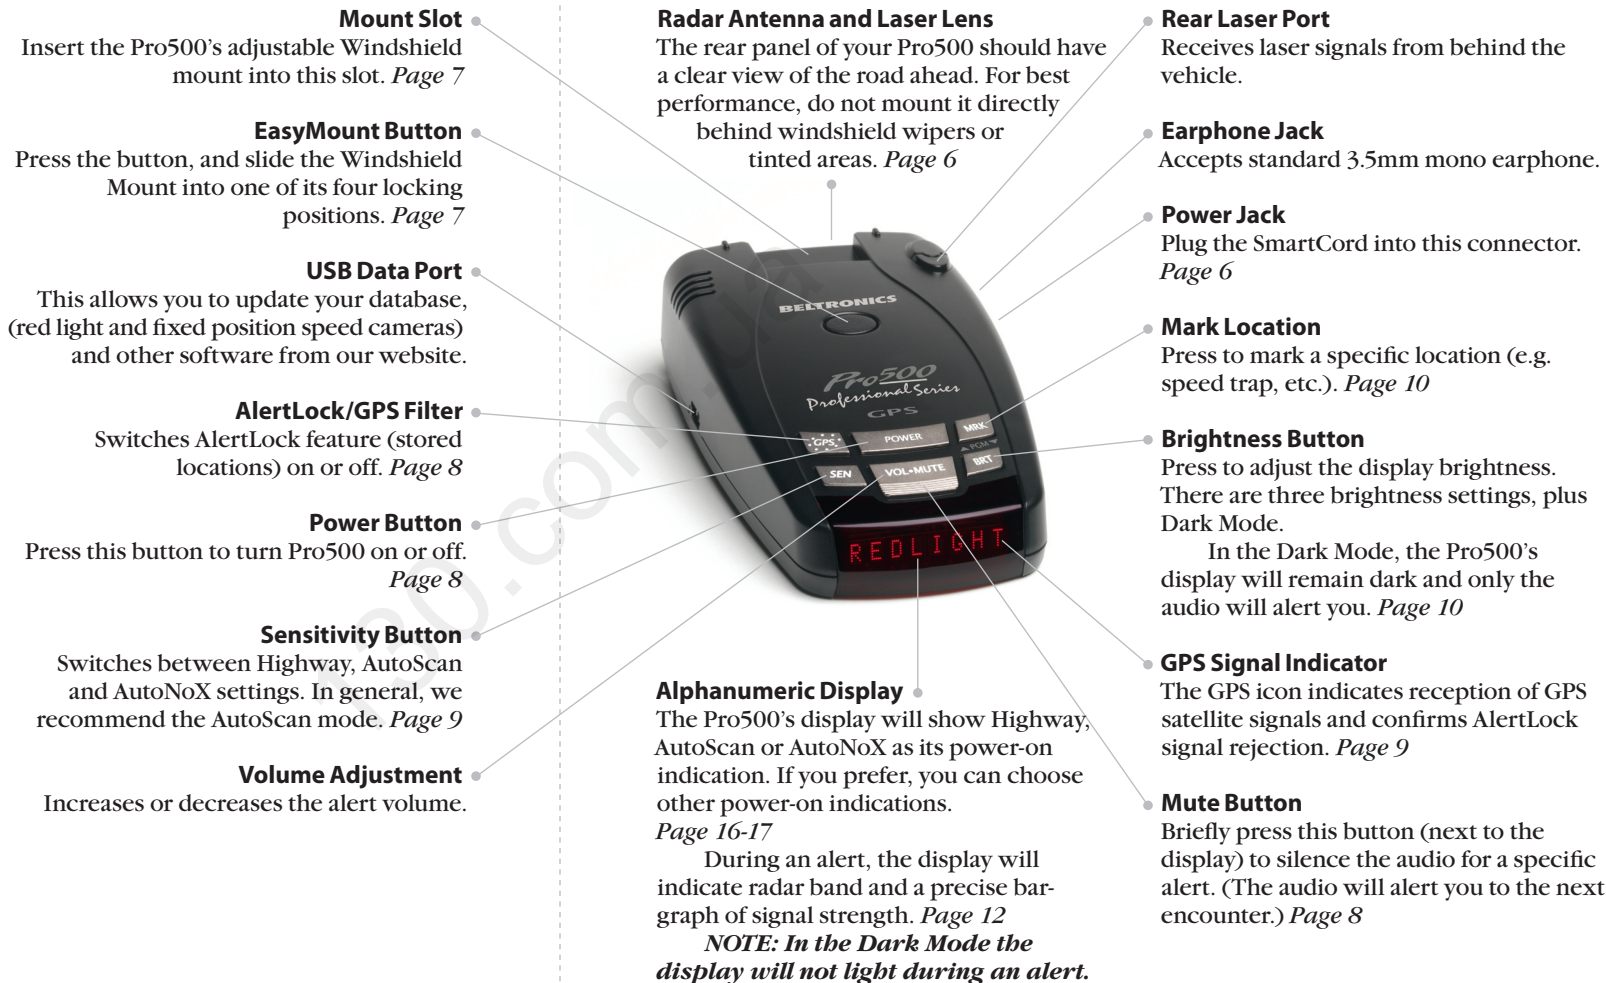 Mount Slot
Insert the Pro500's adjustable Windshield
mount into this slot. Page 7
EasyMount Button
Press the button, and slide the Windshield
Mount into one of its four locking
positions. Page 7
USB Data Port
This allows you to update your database,
(red light and fixed position speed cameras)
and other software from our website.
AlertLock/GPS Filter
Switches AlertLock feature (stored
locations) on or off. Page 8
Power Button
Press this button to turn Pro500 on or off.
Page 8
Sensitivity Button
Switches between Highway, AutoScan
and AutoNoX settings. In general, we
recommend the AutoScan mode. Page 9
Volume Adjustment
Increases or decreases the alert volume.
Radar Antenna and Laser Lens
The rear panel of your Pro500 should have
a clear view of the road ahead. For best
performance, do not mount it directly
behind windshield wipers or
tinted areas. Page 6
BELTRONICS
Pro500
Professional Series
GPS
GPS
POWER
MRK
PGM
SEN
VOL•MUTE
BRT
REDLIGHT
130.com.ua
Alphanumeric Display
The Pro500's display will show Highway,
AutoScan or AutoNoX as its power-on
indication. If you prefer, you can choose
other power-on indications.
Page 16-17
During an alert, the display will
indicate radar band and a precise bar-
graph of signal strength. Page 12
NOTE: In the Dark Mode the
display will not light during an alert.
Rear Laser Port
Receives laser signals from behind the
vehicle.
Earphone Jack
Accepts standard 3.5mm mono earphone.
Power Jack
Plug the SmartCord into this connector.
Page 6
Mark Location
Press to mark a specific location (e.g.
speed trap, etc.). Page 10
Brightness Button
Press to adjust the display brightness.
There are three brightness settings, plus
Dark Mode.
In the Dark Mode, the Pro500's
display will remain dark and only the
audio will alert you. Page 10
GPS Signal Indicator
The GPS icon indicates reception of GPS
satellite signals and confirms AlertLock
signal rejection. Page 9
Mute Button
Briefly press this button (next to the
display) to silence the audio for a specific
alert. (The audio will alert you to the next
encounter.) Page 8